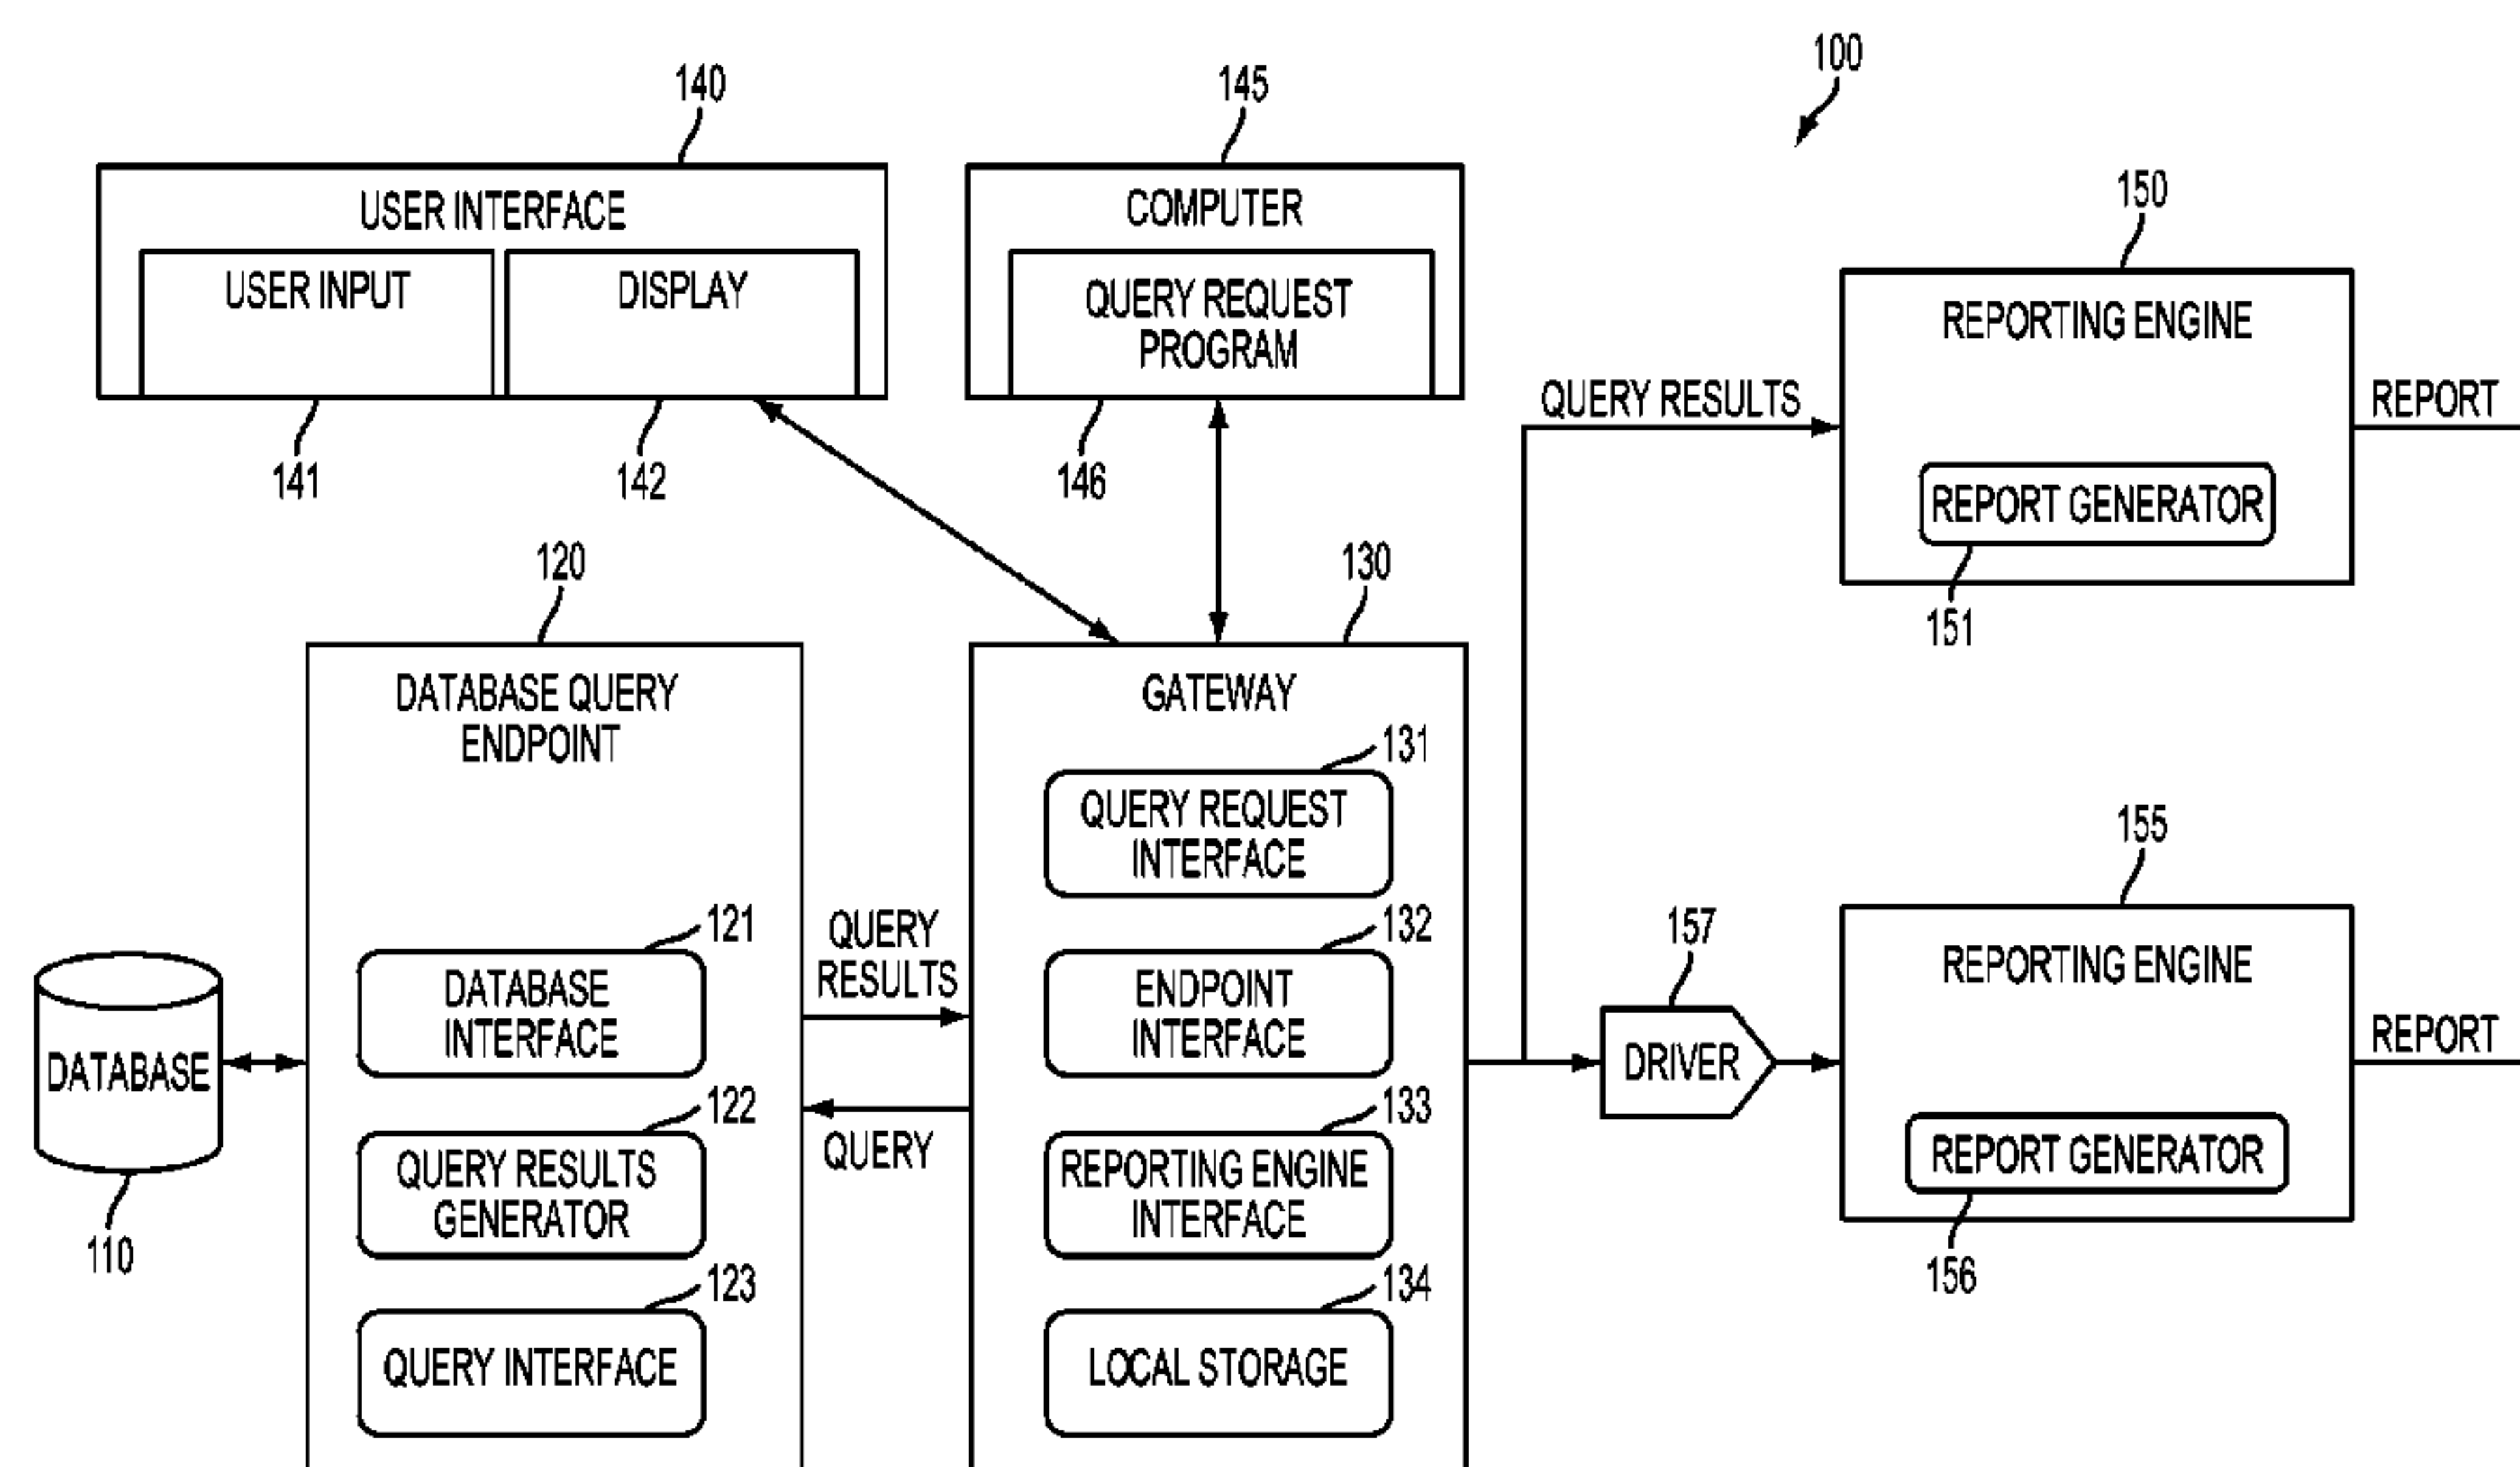 100
140
145
USER INTERFACE
USER INPUT
DISPLAY
141
142
COMPUTER
QUERY REQUEST
PROGRAM
146
150
REPORTING ENGINE
QUERY RESULTS
REPORT
REPORT GENERATOR
151
120
DATABASE QUERY
ENDPOINT
121
DATABASE
INTERFACE
122
QUERY RESULTS
GENERATOR
123
QUERY INTERFACE
DATABASE
110
QUERY
RESULTS
QUERY
130
GATEWAY
131
QUERY REQUEST
INTERFACE
132
ENDPOINT
INTERFACE
133
REPORTING ENGINE
INTERFACE
134
LOCAL STORAGE
157
DRIVER
155
REPORTING ENGINE
REPORT
REPORT GENERATOR
156